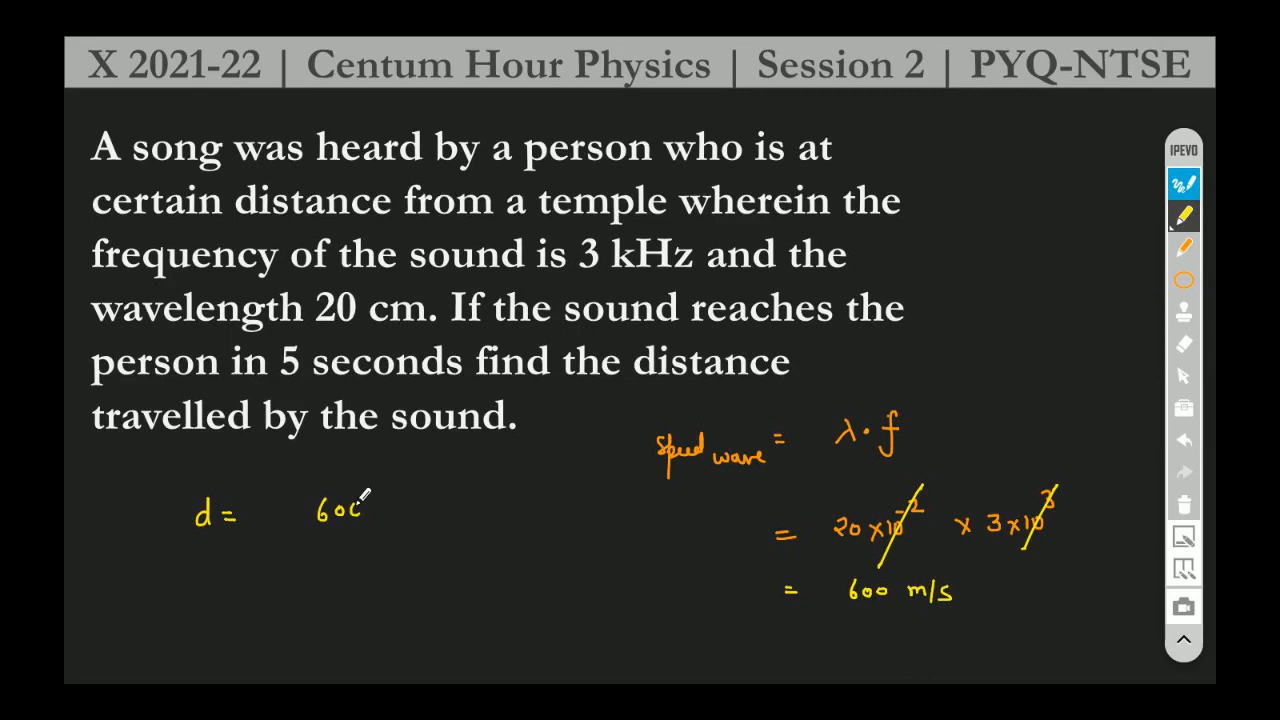 X 2021-22 | Centum Hour Physics | Session 2 | PYQ-NTSE
IPEVO
A song was heard by a person who is at
certain distance from a temple wherein the
frequency of the sound is 3 kHz and the
wavelength 20 cm. If the sound reaches the
person in 5 seconds find the distance
travelled by the sound.
Speed wave = λ · f
d = 600
= 20 x 10⁻² x 3 x 10³
= 600 m/s